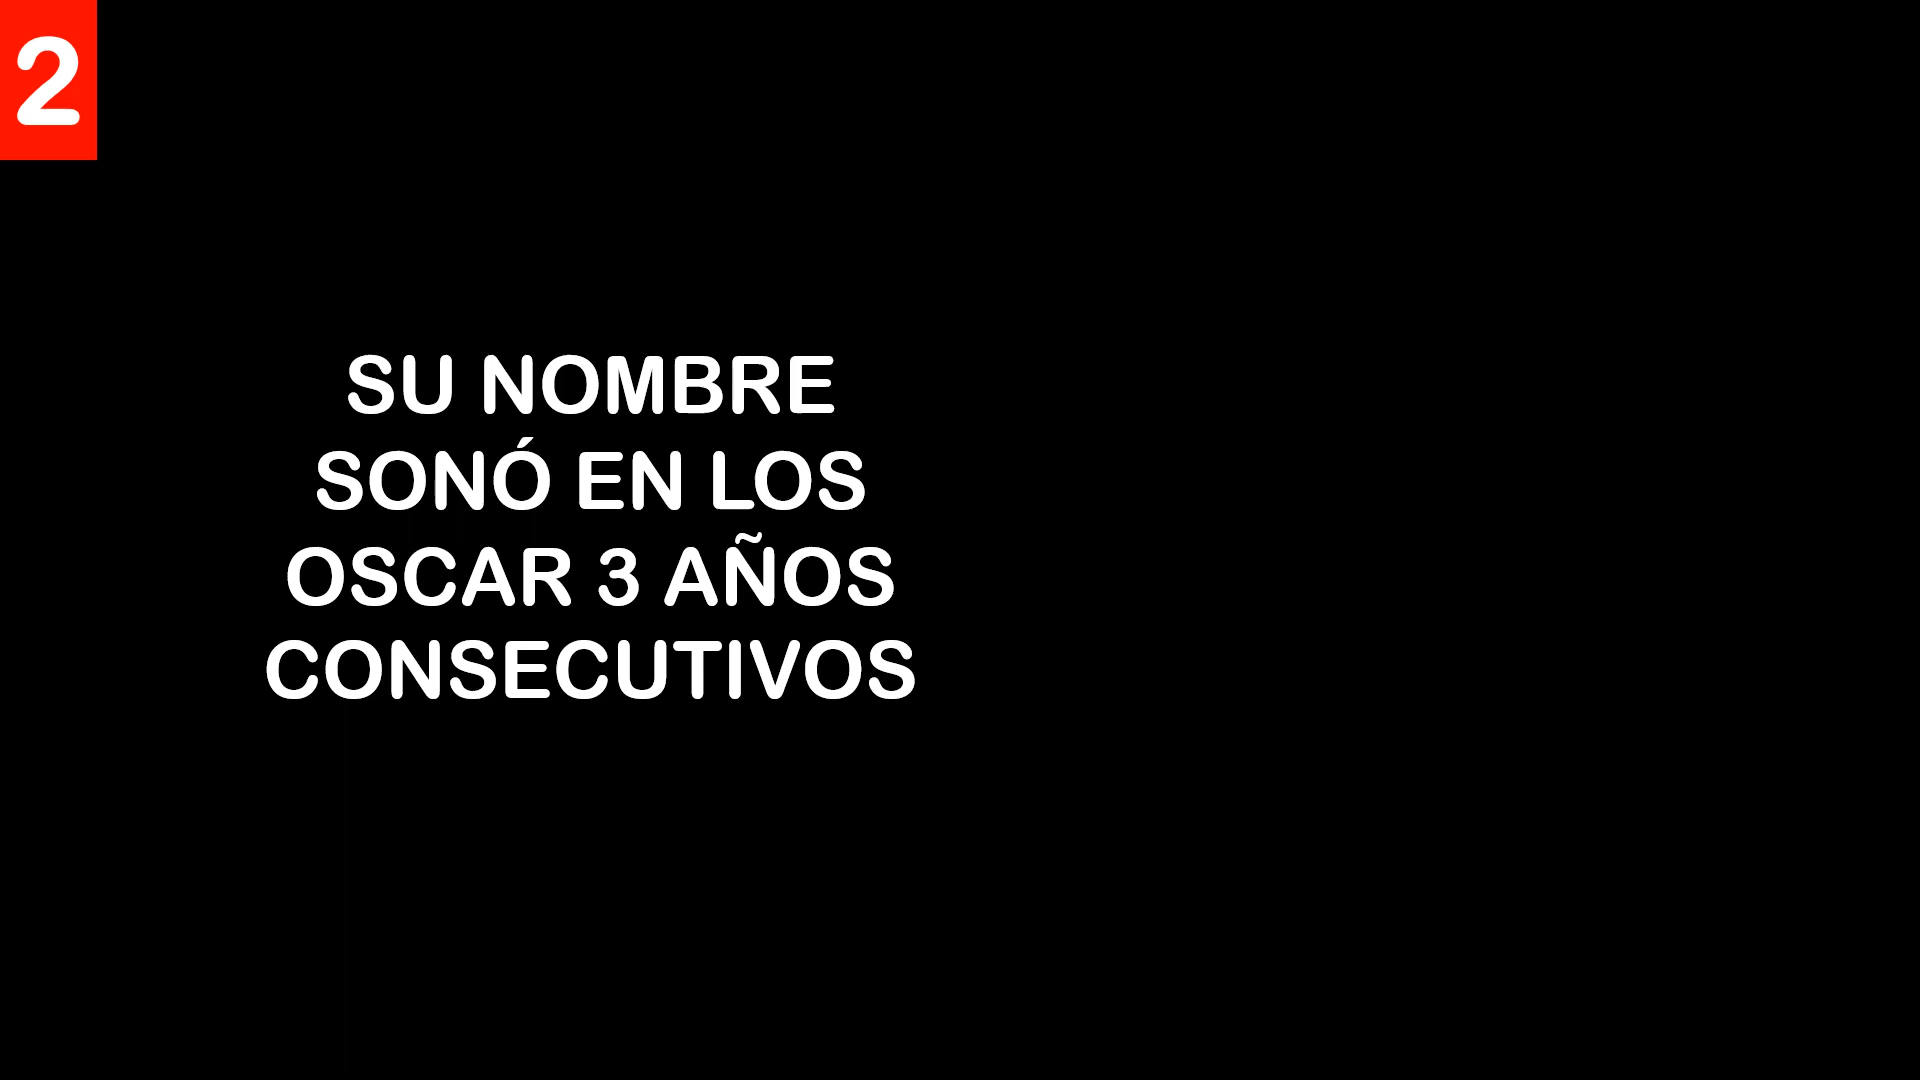 2
SU NOMBRE
SONÓ EN LOS
OSCAR 3 AÑOS
CONSECUTIVOS